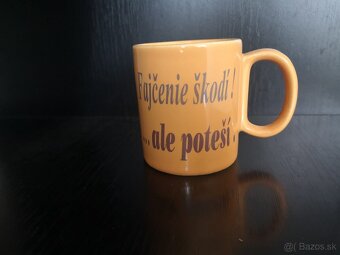 Fajčenie škodí!
...ale poteší.
© | Bazos.sk